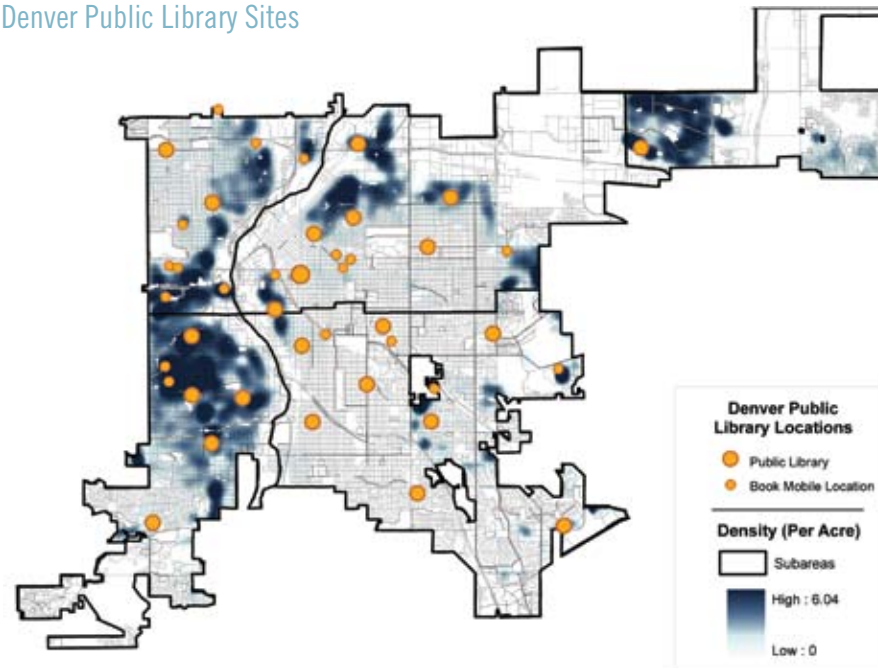 Denver Public Library Sites
Denver Public
Library Locations
Public Library
Book Mobile Location
Density (Per Acre)
Subareas
High : 6.04
Low : 0